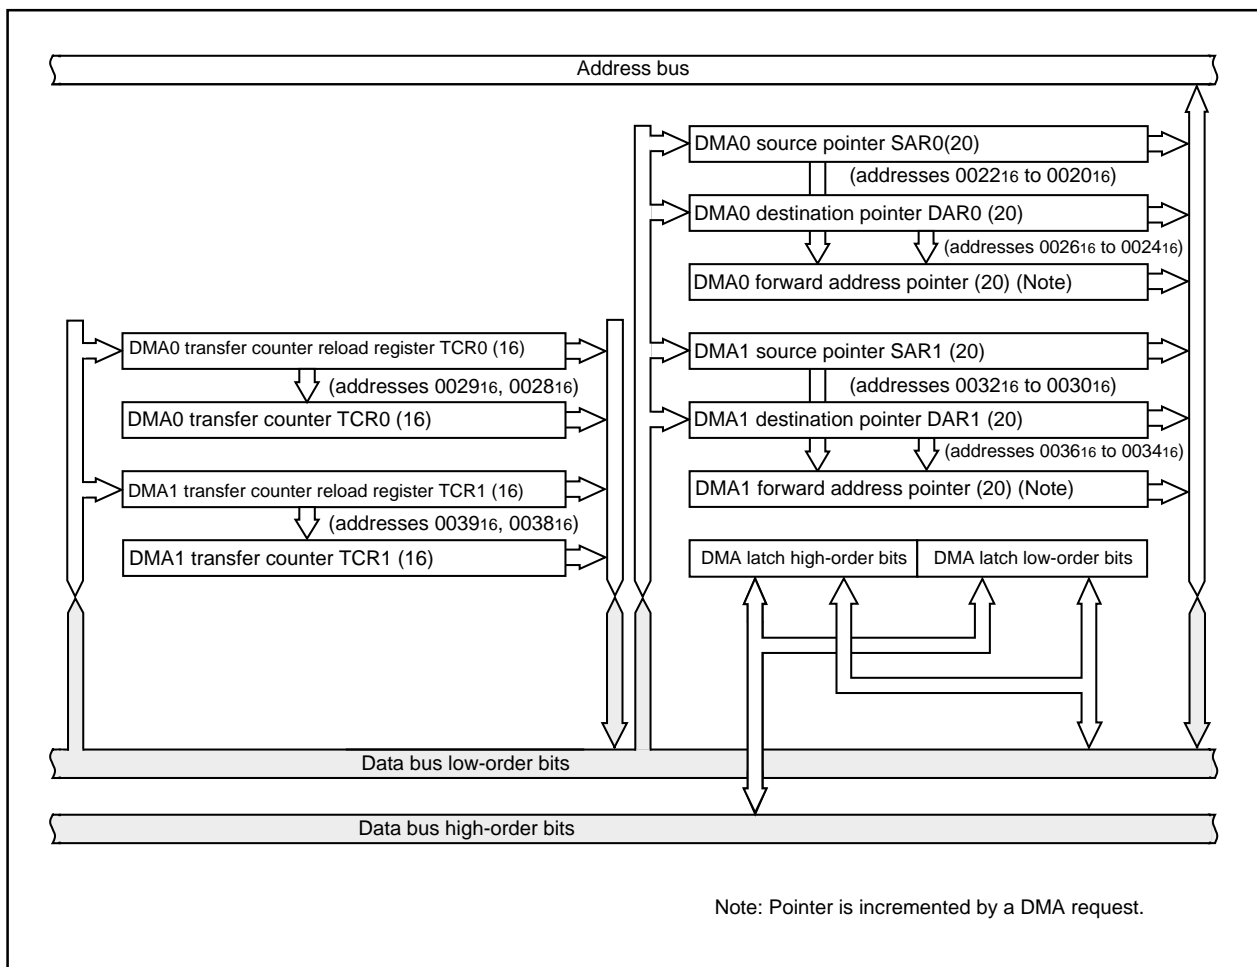 Address bus
DMA0 source pointer SAR0(20)
(addresses 002216 to 002016)
DMA0 destination pointer DAR0 (20)
(addresses 002616 to 002416)
DMA0 forward address pointer (20) (Note)
DMA0 transfer counter reload register TCR0 (16)
(addresses 002916, 002816)
DMA0 transfer counter TCR0 (16)
DMA1 transfer counter reload register TCR1 (16)
(addresses 003916, 003816)
DMA1 transfer counter TCR1 (16)
DMA1 source pointer SAR1 (20)
(addresses 003216 to 003016)
DMA1 destination pointer DAR1 (20)
(addresses 003616 to 003416)
DMA1 forward address pointer (20) (Note)
DMA latch high-order bits
DMA latch low-order bits
Data bus low-order bits
Data bus high-order bits
Note: Pointer is incremented by a DMA request.